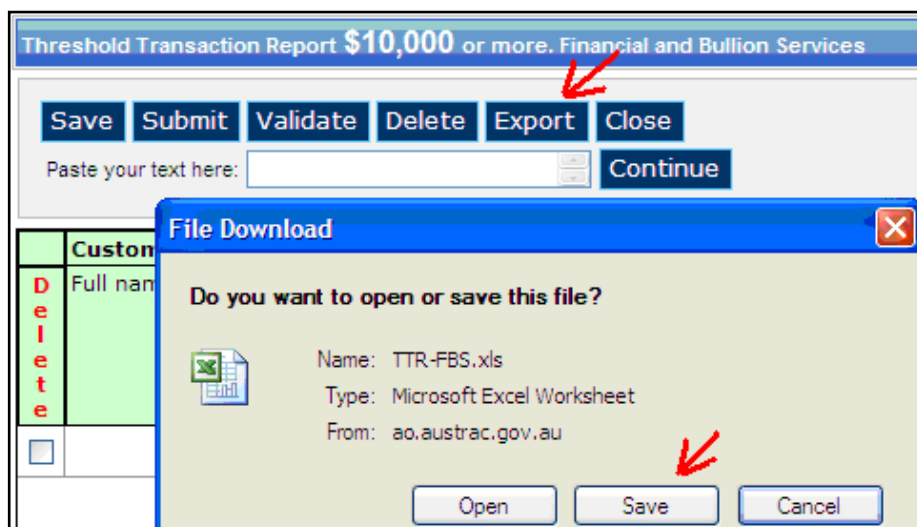 Threshold Transaction Report $10,000 or more. Financial and Bullion Services
Save Submit Validate Delete Export Close
Paste your text here: Continue
File Download
Custom
Delete
Full nam
Do you want to open or save this file?
Name: TTR-FBS.xls
Type: Microsoft Excel Worksheet
From: ao.austrac.gov.au
Open Save Cancel